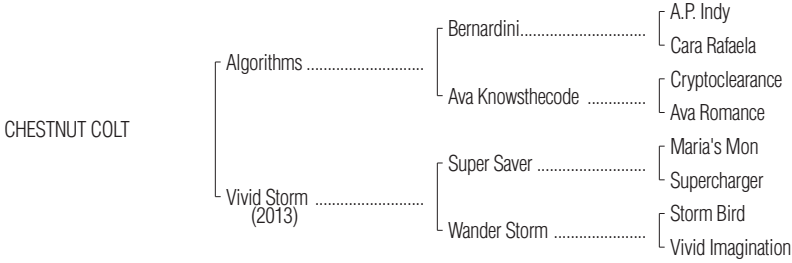 A.P. Indy
Bernardini..............................
Cara Rafaela
Algorithms ............................
Cryptoclearance
Ava Knowsthecode ..............
Ava Romance
CHESTNUT COLT
Maria's Mon
Super Saver ..........................
Supercharger
Vivid Storm ..........................
(2013)
Storm Bird
Wander Storm ......................
Vivid Imagination